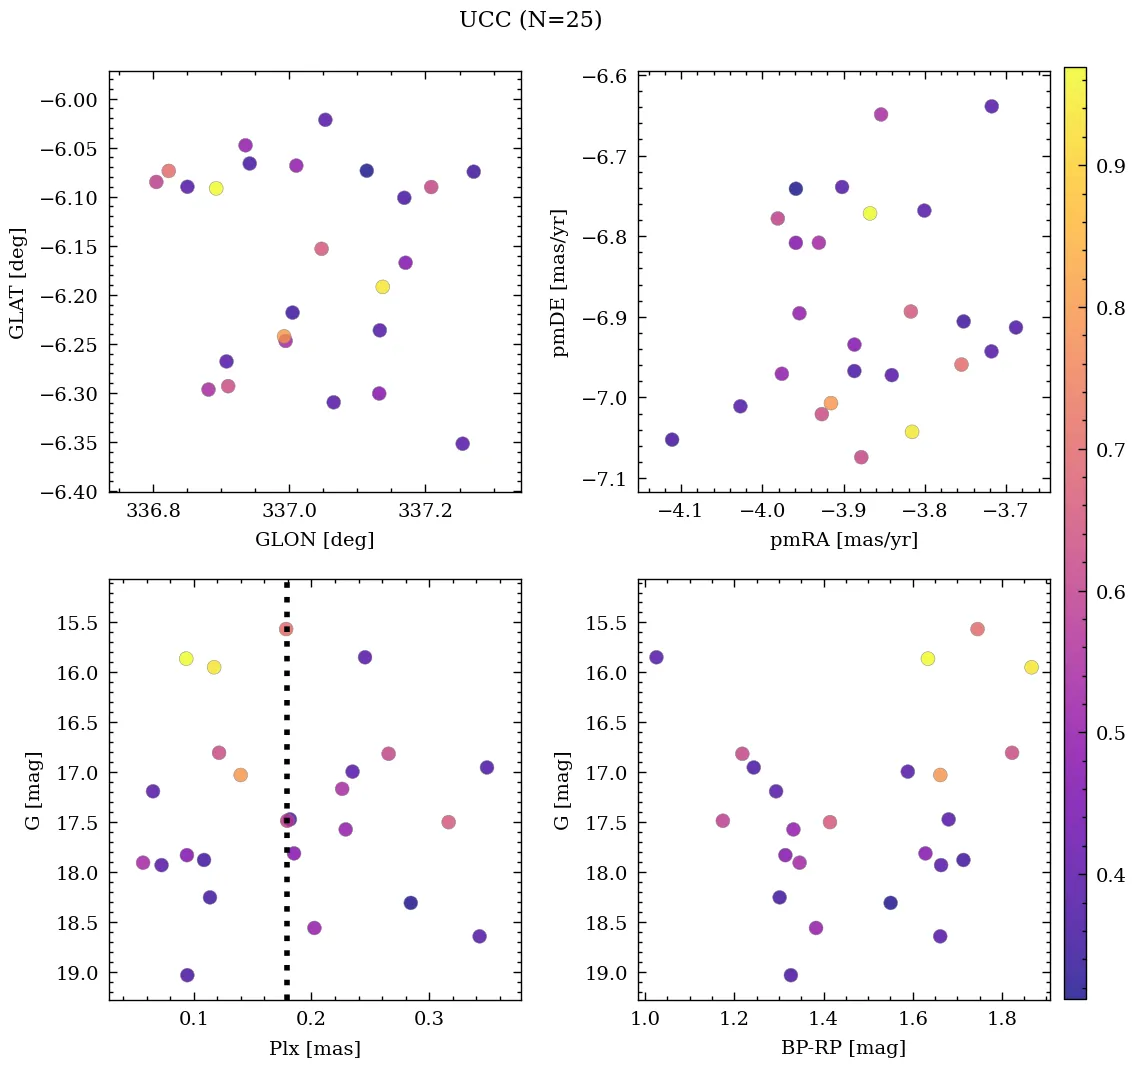 UCC (N=25)
−6.00
−6.05
−6.10
−6.15
−6.20
−6.25
−6.30
−6.35
−6.40
GLAT [deg]
336.8 337.0 337.2
GLON [deg]
−6.6
−6.7
−6.8
−6.9
−7.0
−7.1
pmDE [mas/yr]
−4.1 −4.0 −3.9 −3.8 −3.7
pmRA [mas/yr]
15.5
16.0
16.5
17.0
17.5
18.0
18.5
19.0
G [mag]
0.1 0.2 0.3
Plx [mas]
15.5
16.0
16.5
17.0
17.5
18.0
18.5
19.0
G [mag]
1.0 1.2 1.4 1.6 1.8
BP-RP [mag]
0.9
0.8
0.7
0.6
0.5
0.4